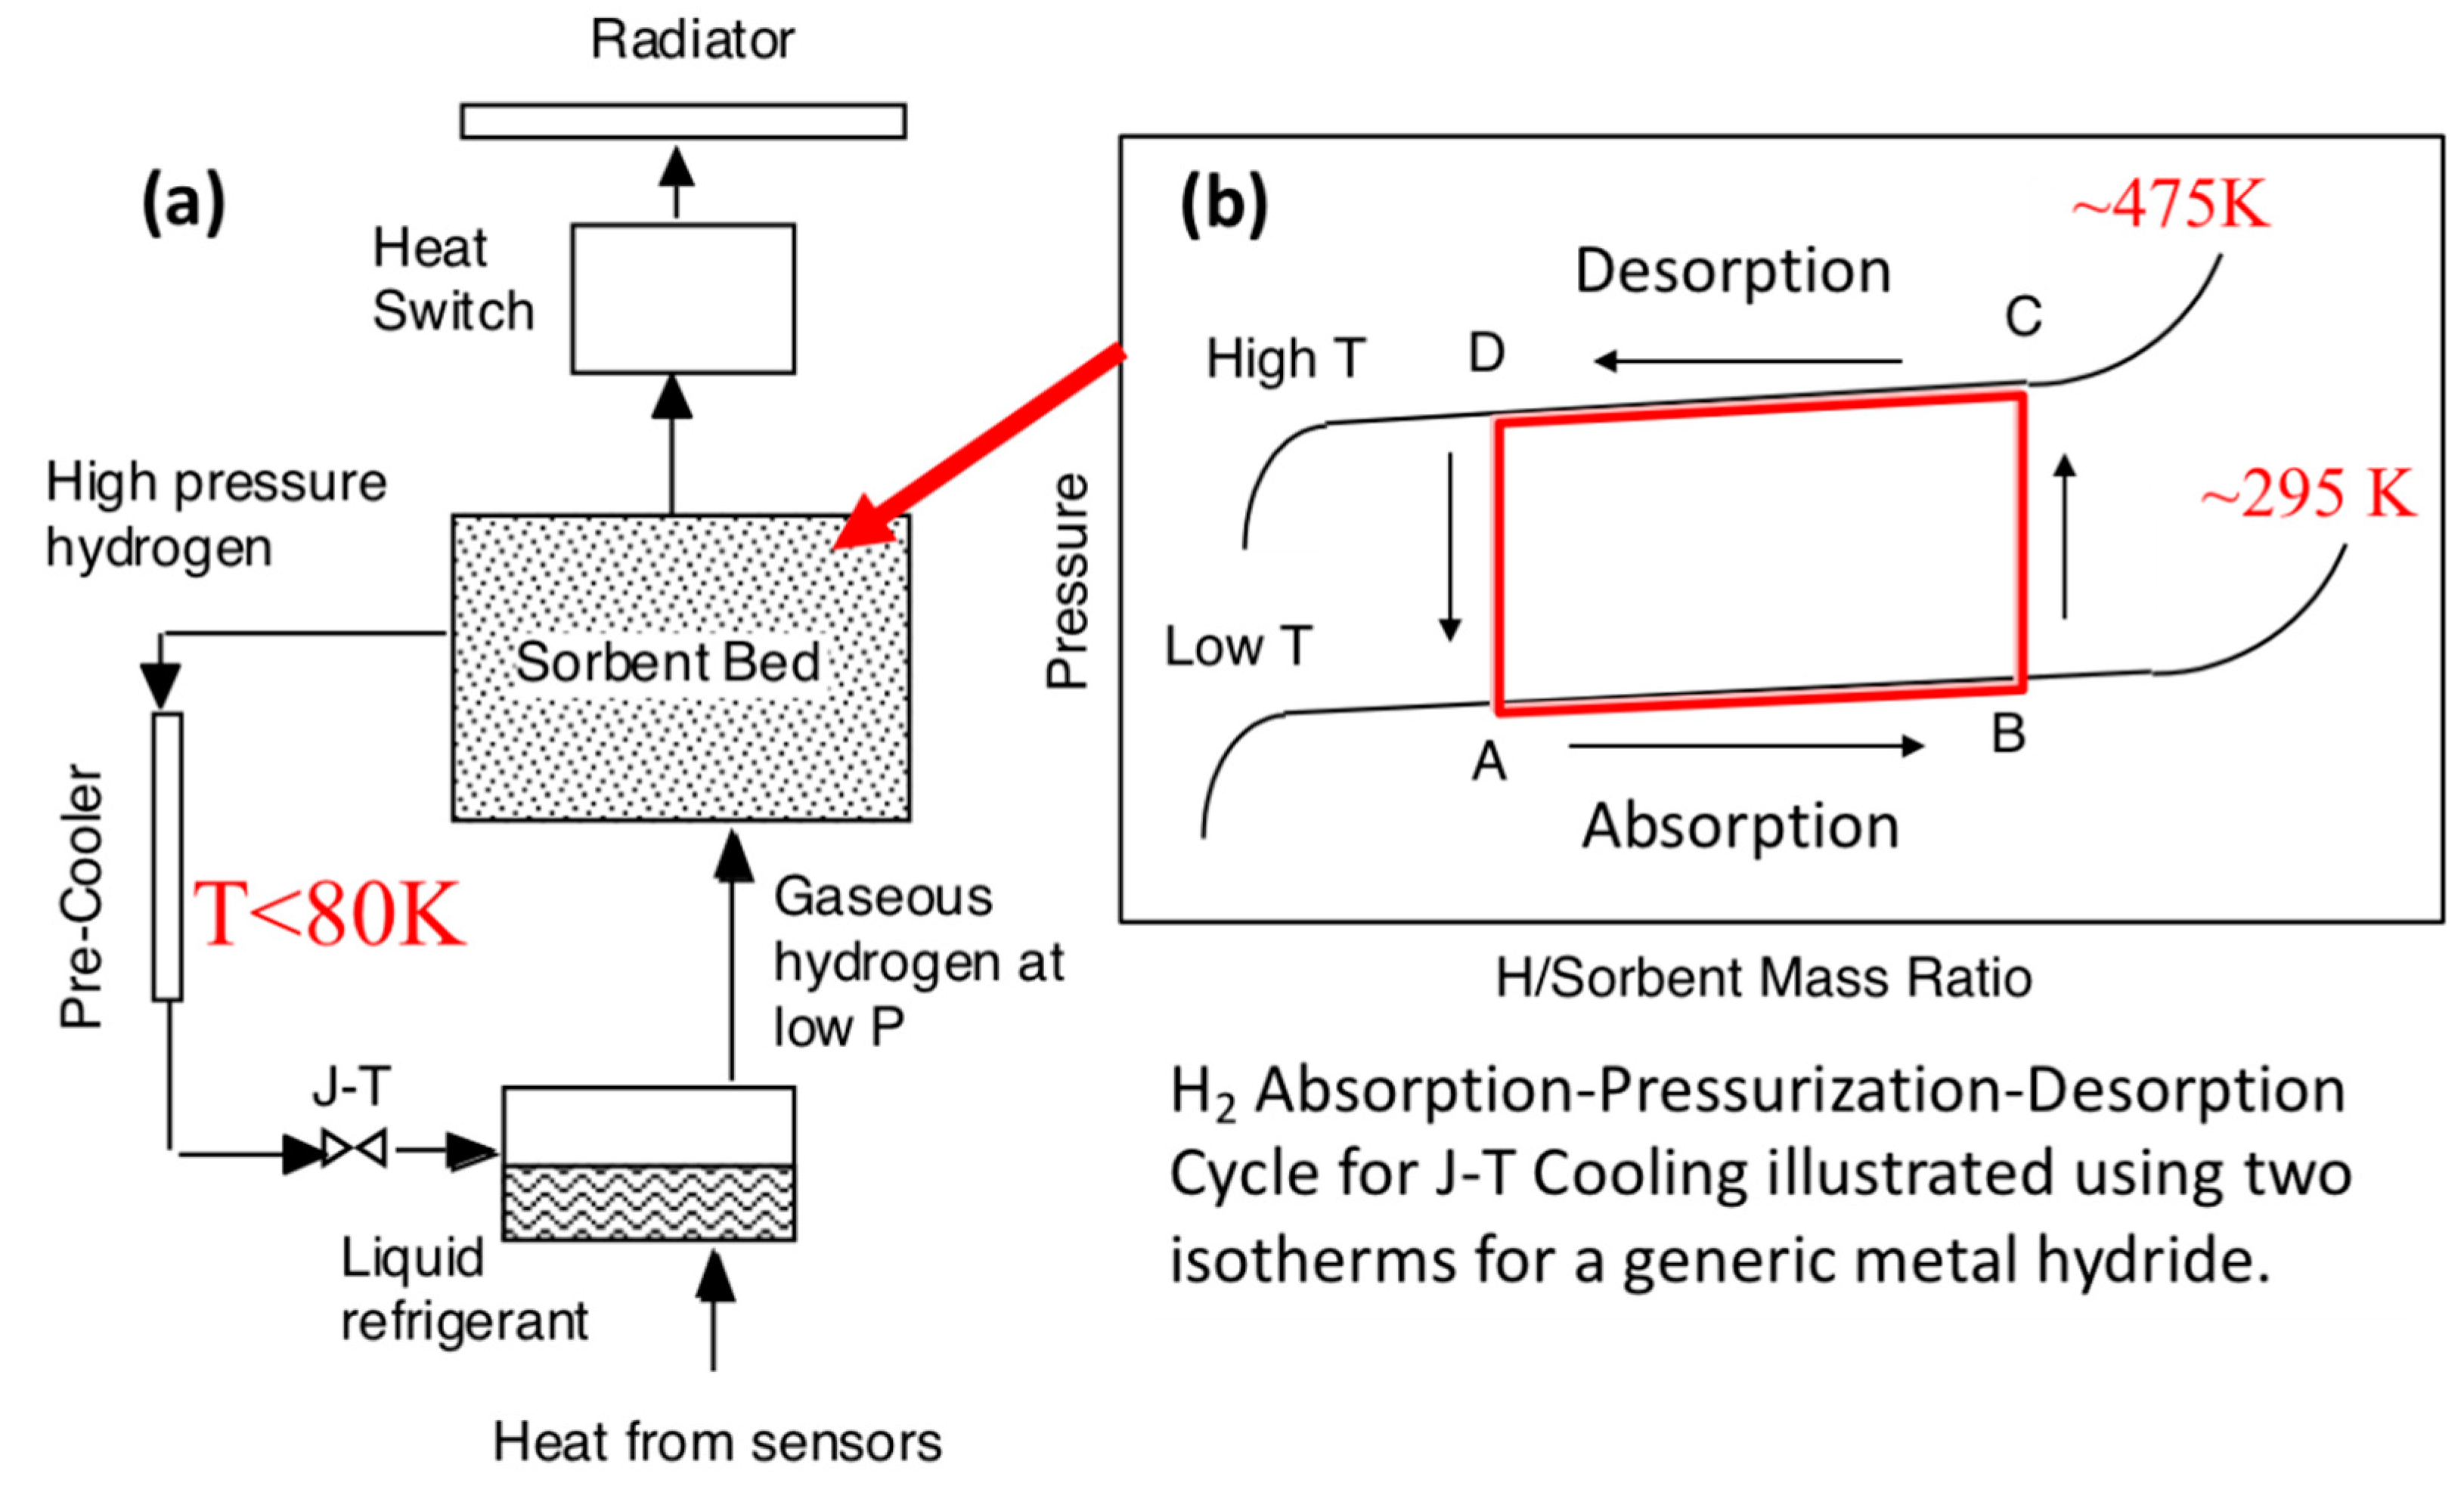 Radiator
(a)
Heat
Switch
High pressure
hydrogen
Sorbent Bed
Pre-Cooler
T<80K
Gaseous
hydrogen at
low P
J-T
Liquid
refrigerant
Heat from sensors
(b)
~475K
Desorption
C
High T
D
~295 K
Pressure
Low T
B
A
Absorption
H/Sorbent Mass Ratio
H₂ Absorption-Pressurization-Desorption
Cycle for J-T Cooling illustrated using two
isotherms for a generic metal hydride.